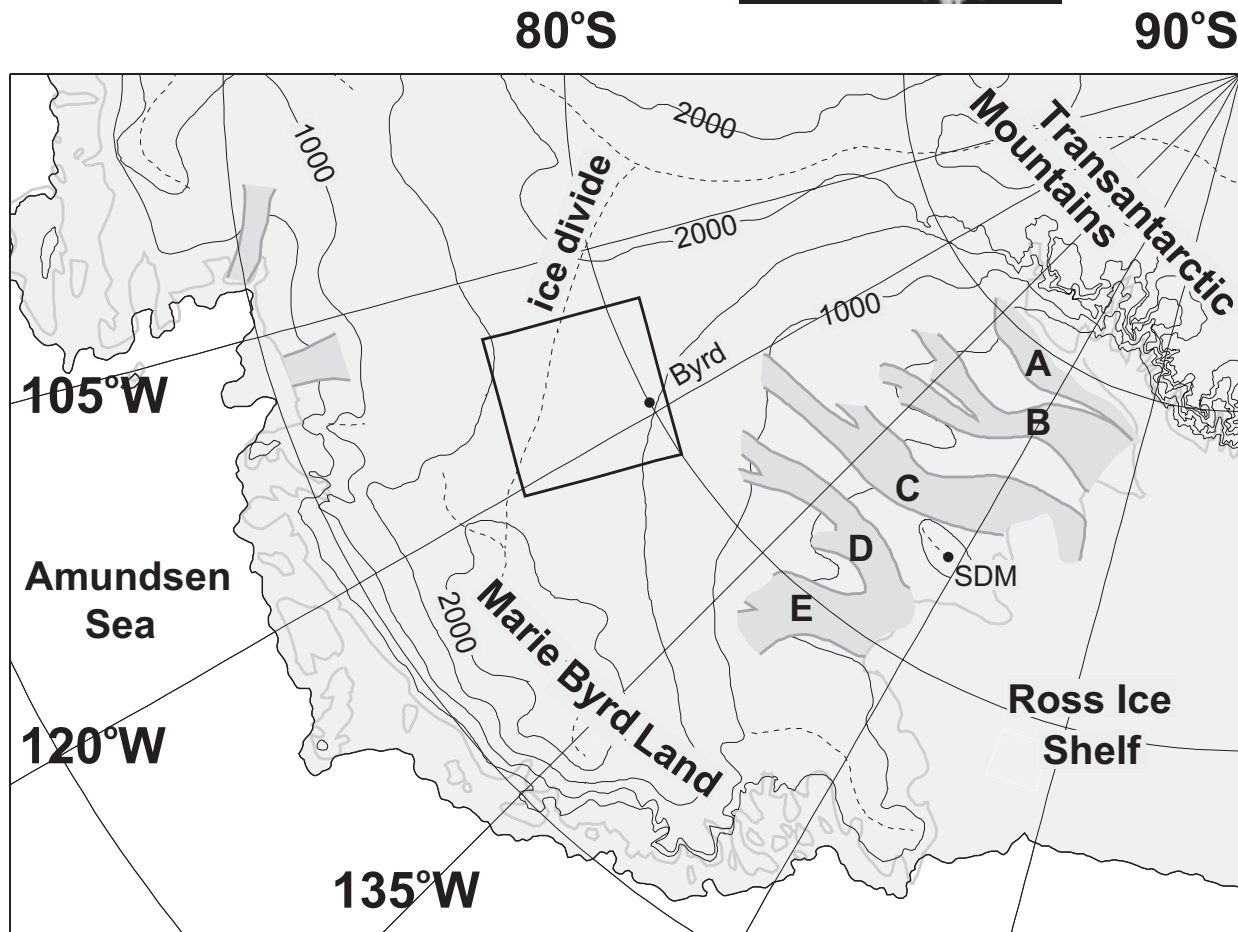 80°S
90°S
2000
1000
Transantarctic
Mountains
ice divide
2000
1000
Byrd
105°W
A
B
C
D
SDM
E
Amundsen
Sea
2000
Marie Byrd Land
Ross Ice
Shelf
120°W
135°W